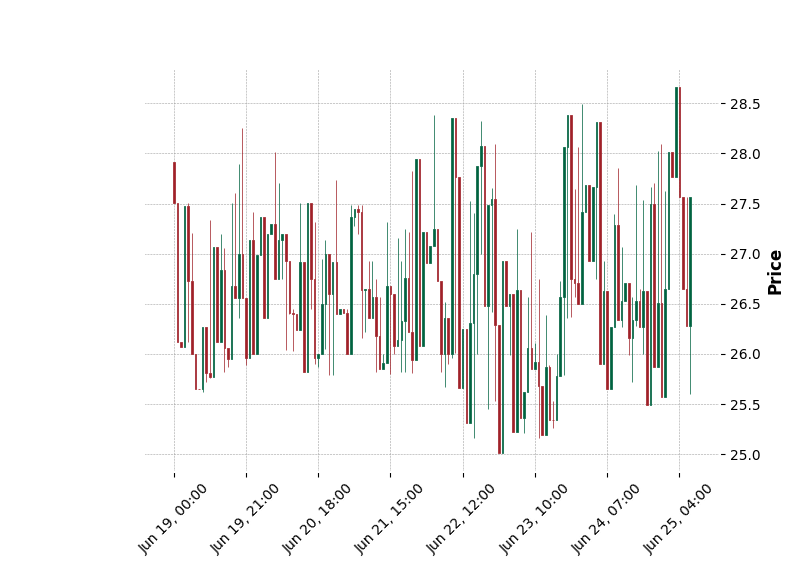 28.5
28.0
27.5
27.0
26.5
26.0
25.5
25.0
Price
Jun 19, 00:00
Jun 19, 21:00
Jun 20, 18:00
Jun 21, 15:00
Jun 22, 12:00
Jun 23, 10:00
Jun 24, 07:00
Jun 25, 04:00